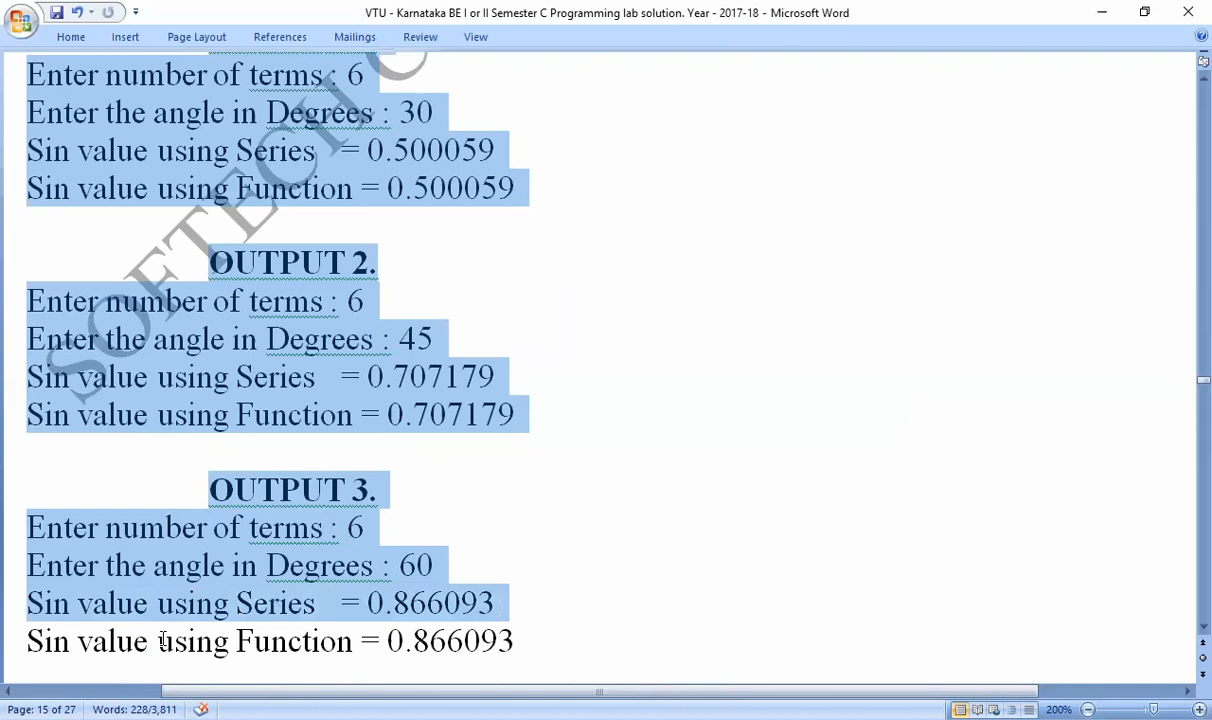 VTU - Karnataka BE I or II Semester C Programming lab solution. Year - 2017-18 - Microsoft Word
Home Insert Page Layout References Mailings Review View
Enter number of terms : 6
Enter the angle in Degrees : 30
Sin value using Series = 0.500059
Sin value using Function = 0.500059
OUTPUT 2.
Enter number of terms : 6
Enter the angle in Degrees : 45
Sin value using Series = 0.707179
Sin value using Function = 0.707179
OUTPUT 3.
Enter number of terms : 6
Enter the angle in Degrees : 60
Sin value using Series = 0.866093
Sin value using Function = 0.866093
SOFTECH C
Page: 15 of 27 Words: 228/3,811 200%